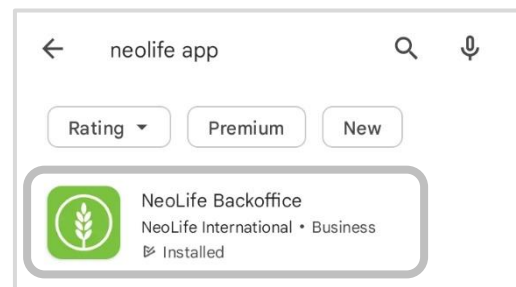 neolife app
Rating Premium New
NeoLife Backoffice
NeoLife International • Business
Installed